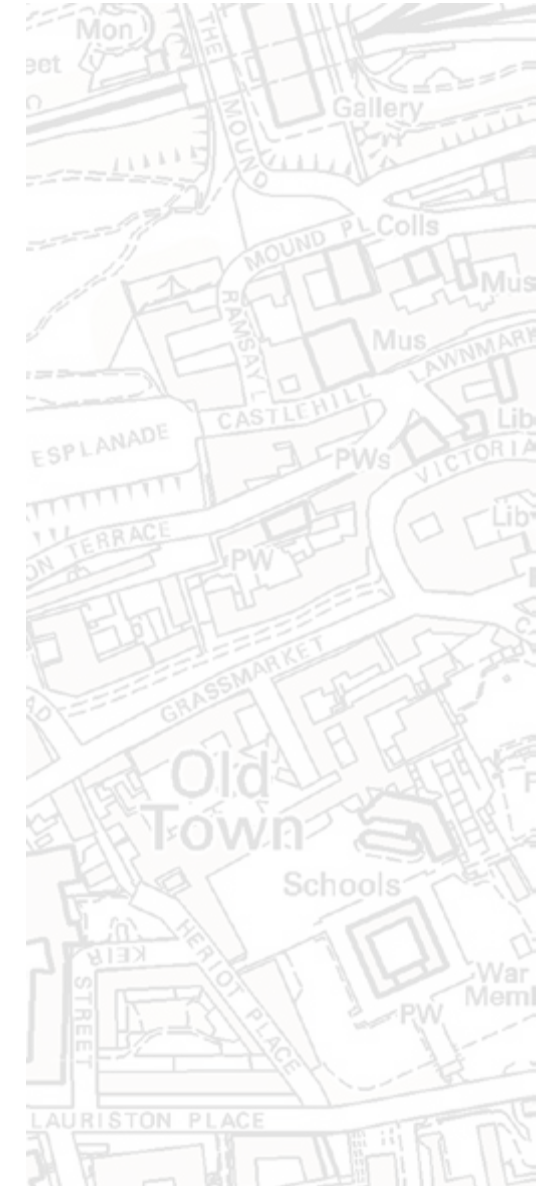 Mon
THE MOUND
Gallery
MOUND PL
Colls
Mus
RAMSAY L
Mus
LAWNMARK
CASTLEHILL
ESPLANADE
Lib
PWs
VICTORIA
Lib
ON TERRACE
PW
GRASSMARKET
Old
Town
Schools
KEIR
STREET
HERIOT PLACE
War
Meml
PW
LAURISTON PLACE